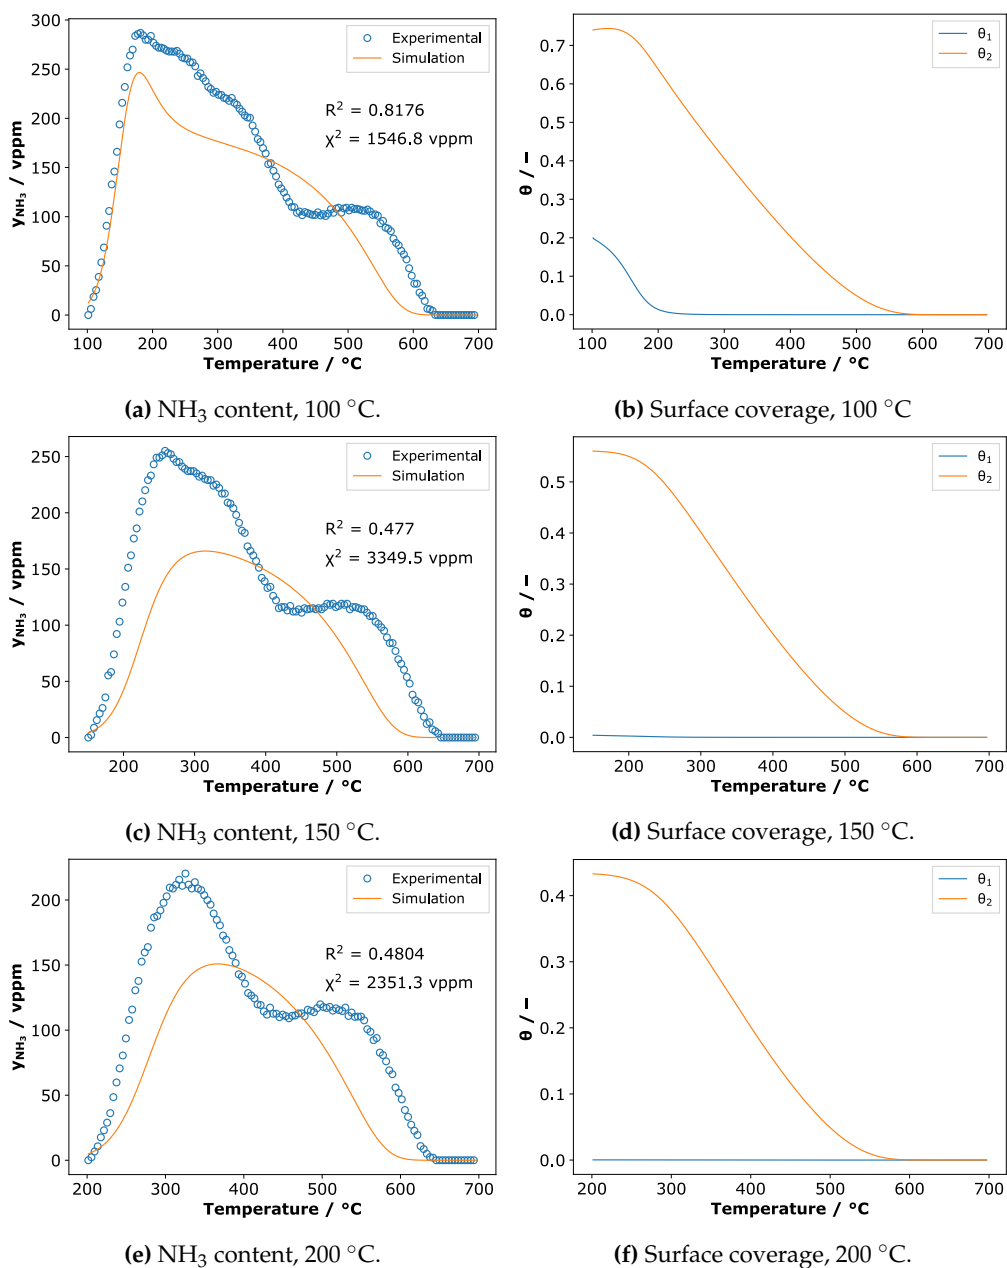 300
250
200
150
100
50
0
y_NH₃ / vppm
Experimental
Simulation
R² = 0.8176
χ² = 1546.8 vppm
100 200 300 400 500 600 700
Temperature / °C
(a) NH₃ content, 100 °C.
0.7
0.6
0.5
0.4
0.3
0.2
0.1
0.0
θ / −
θ₁
θ₂
100 200 300 400 500 600 700
Temperature / °C
(b) Surface coverage, 100 °C
250
200
150
100
50
0
y_NH₃ / vppm
Experimental
Simulation
R² = 0.477
χ² = 3349.5 vppm
200 300 400 500 600 700
Temperature / °C
(c) NH₃ content, 150 °C.
0.5
0.4
0.3
0.2
0.1
0.0
θ / −
θ₁
θ₂
200 300 400 500 600 700
Temperature / °C
(d) Surface coverage, 150 °C.
200
150
100
50
0
y_NH₃ / vppm
Experimental
Simulation
R² = 0.4804
χ² = 2351.3 vppm
200 300 400 500 600 700
Temperature / °C
(e) NH₃ content, 200 °C.
0.4
0.3
0.2
0.1
0.0
θ / −
θ₁
θ₂
200 300 400 500 600 700
Temperature / °C
(f) Surface coverage, 200 °C.